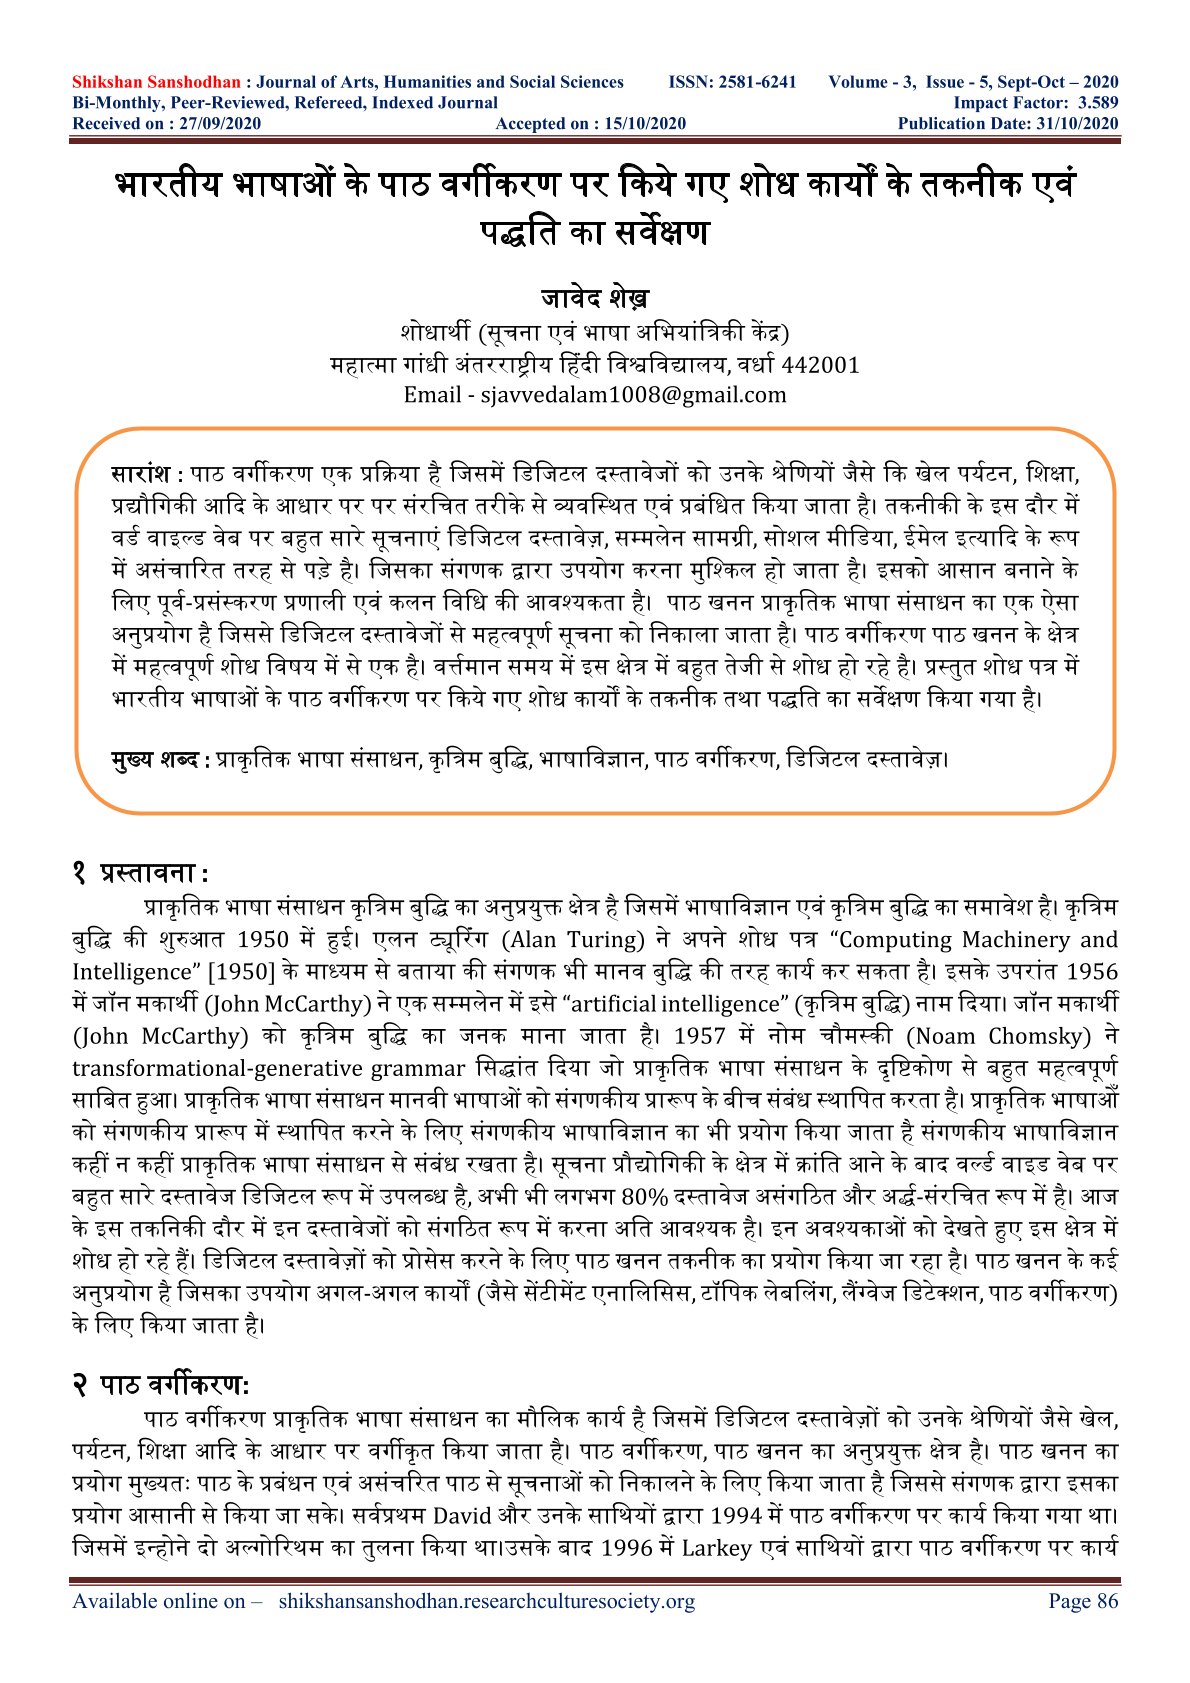 Shikshan Sanshodhan : Journal of Arts, Humanities and Social Sciences ISSN: 2581-6241 Volume - 3, Issue - 5, Sept-Oct – 2020
Bi-Monthly, Peer-Reviewed, Refereed, Indexed Journal Impact Factor: 3.589
Received on : 27/09/2020 Accepted on : 15/10/2020 Publication Date: 31/10/2020
भारतीय भाषाओं के पाठ वर्गीकरण पर किये गए शोध कार्यों के तकनीक एवं
पद्धति का सर्वेक्षण
जावेद शेख़
शोधार्थी (सूचना एवं भाषा अभियांत्रिकी केंद्र)
महात्मा गांधी अंतरराष्ट्रीय हिंदी विश्वविद्यालय, वर्धा 442001
Email - sjavvedalam1008@gmail.com
सारांश : पाठ वर्गीकरण एक प्रक्रिया है जिसमें डिजिटल दस्तावेजों को उनके श्रेणियों जैसे कि खेल पर्यटन, शिक्षा,
प्रद्यौगिकी आदि के आधार पर पर संरचित तरीके से व्यवस्थित एवं प्रबंधित किया जाता है। तकनीकी के इस दौर में
वर्ड वाइल्ड वेब पर बहुत सारे सूचनाएं डिजिटल दस्तावेज़, सम्मलेन सामग्री, सोशल मीडिया, ईमेल इत्यादि के रूप
में असंचारित तरह से पड़े है। जिसका संगणक द्वारा उपयोग करना मुश्किल हो जाता है। इसको आसान बनाने के
लिए पूर्व-प्रसंस्करण प्रणाली एवं कलन विधि की आवश्यकता है। पाठ खनन प्राकृतिक भाषा संसाधन का एक ऐसा
अनुप्रयोग है जिससे डिजिटल दस्तावेजों से महत्वपूर्ण सूचना को निकाला जाता है। पाठ वर्गीकरण पाठ खनन के क्षेत्र
में महत्वपूर्ण शोध विषय में से एक है। वर्त्तमान समय में इस क्षेत्र में बहुत तेजी से शोध हो रहे है। प्रस्तुत शोध पत्र में
भारतीय भाषाओं के पाठ वर्गीकरण पर किये गए शोध कार्यों के तकनीक तथा पद्धति का सर्वेक्षण किया गया है।
मुख्य शब्द : प्राकृतिक भाषा संसाधन, कृत्रिम बुद्धि, भाषाविज्ञान, पाठ वर्गीकरण, डिजिटल दस्तावेज़।
१ प्रस्तावना :
प्राकृतिक भाषा संसाधन कृत्रिम बुद्धि का अनुप्रयुक्त क्षेत्र है जिसमें भाषाविज्ञान एवं कृत्रिम बुद्धि का समावेश है। कृत्रिम
बुद्धि की शुरुआत 1950 में हुई। एलन ट्यूरिंग (Alan Turing) ने अपने शोध पत्र “Computing Machinery and
Intelligence” [1950] के माध्यम से बताया की संगणक भी मानव बुद्धि की तरह कार्य कर सकता है। इसके उपरांत 1956
में जॉन मकार्थी (John McCarthy) ने एक सम्मलेन में इसे “artificial intelligence” (कृत्रिम बुद्धि) नाम दिया। जॉन मकार्थी
(John McCarthy) को कृत्रिम बुद्धि का जनक माना जाता है। 1957 में नोम चौमस्की (Noam Chomsky) ने
transformational-generative grammar सिद्धांत दिया जो प्राकृतिक भाषा संसाधन के दृष्टिकोण से बहुत महत्वपूर्ण
साबित हुआ। प्राकृतिक भाषा संसाधन मानवी भाषाओं को संगणकीय प्रारूप के बीच संबंध स्थापित करता है। प्राकृतिक भाषाओँ
को संगणकीय प्रारूप में स्थापित करने के लिए संगणकीय भाषाविज्ञान का भी प्रयोग किया जाता है संगणकीय भाषाविज्ञान
कहीं न कहीं प्राकृतिक भाषा संसाधन से संबंध रखता है। सूचना प्रौद्योगिकी के क्षेत्र में क्रांति आने के बाद वर्ल्ड वाइड वेब पर
बहुत सारे दस्तावेज डिजिटल रूप में उपलब्ध है, अभी भी लगभग 80% दस्तावेज असंगठित और अर्द्ध-संरचित रूप में है। आज
के इस तकनिकी दौर में इन दस्तावेजों को संगठित रूप में करना अति आवश्यक है। इन अवश्यकाओं को देखते हुए इस क्षेत्र में
शोध हो रहे हैं। डिजिटल दस्तावेज़ों को प्रोसेस करने के लिए पाठ खनन तकनीक का प्रयोग किया जा रहा है। पाठ खनन के कई
अनुप्रयोग है जिसका उपयोग अगल-अगल कार्यों (जैसे सेंटीमेंट एनालिसिस, टॉपिक लेबलिंग, लैंग्वेज डिटेक्शन, पाठ वर्गीकरण)
के लिए किया जाता है।
२ पाठ वर्गीकरण:
पाठ वर्गीकरण प्राकृतिक भाषा संसाधन का मौलिक कार्य है जिसमें डिजिटल दस्तावेज़ों को उनके श्रेणियों जैसे खेल,
पर्यटन, शिक्षा आदि के आधार पर वर्गीकृत किया जाता है। पाठ वर्गीकरण, पाठ खनन का अनुप्रयुक्त क्षेत्र है। पाठ खनन का
प्रयोग मुख्यतः पाठ के प्रबंधन एवं असंचरित पाठ से सूचनाओं को निकालने के लिए किया जाता है जिससे संगणक द्वारा इसका
प्रयोग आसानी से किया जा सके। सर्वप्रथम David और उनके साथियों द्वारा 1994 में पाठ वर्गीकरण पर कार्य किया गया था।
जिसमें इन्होने दो अल्गोरिथम का तुलना किया था।उसके बाद 1996 में Larkey एवं साथियों द्वारा पाठ वर्गीकरण पर कार्य
Available online on – shikshansanshodhan.researchculturesociety.org Page 86